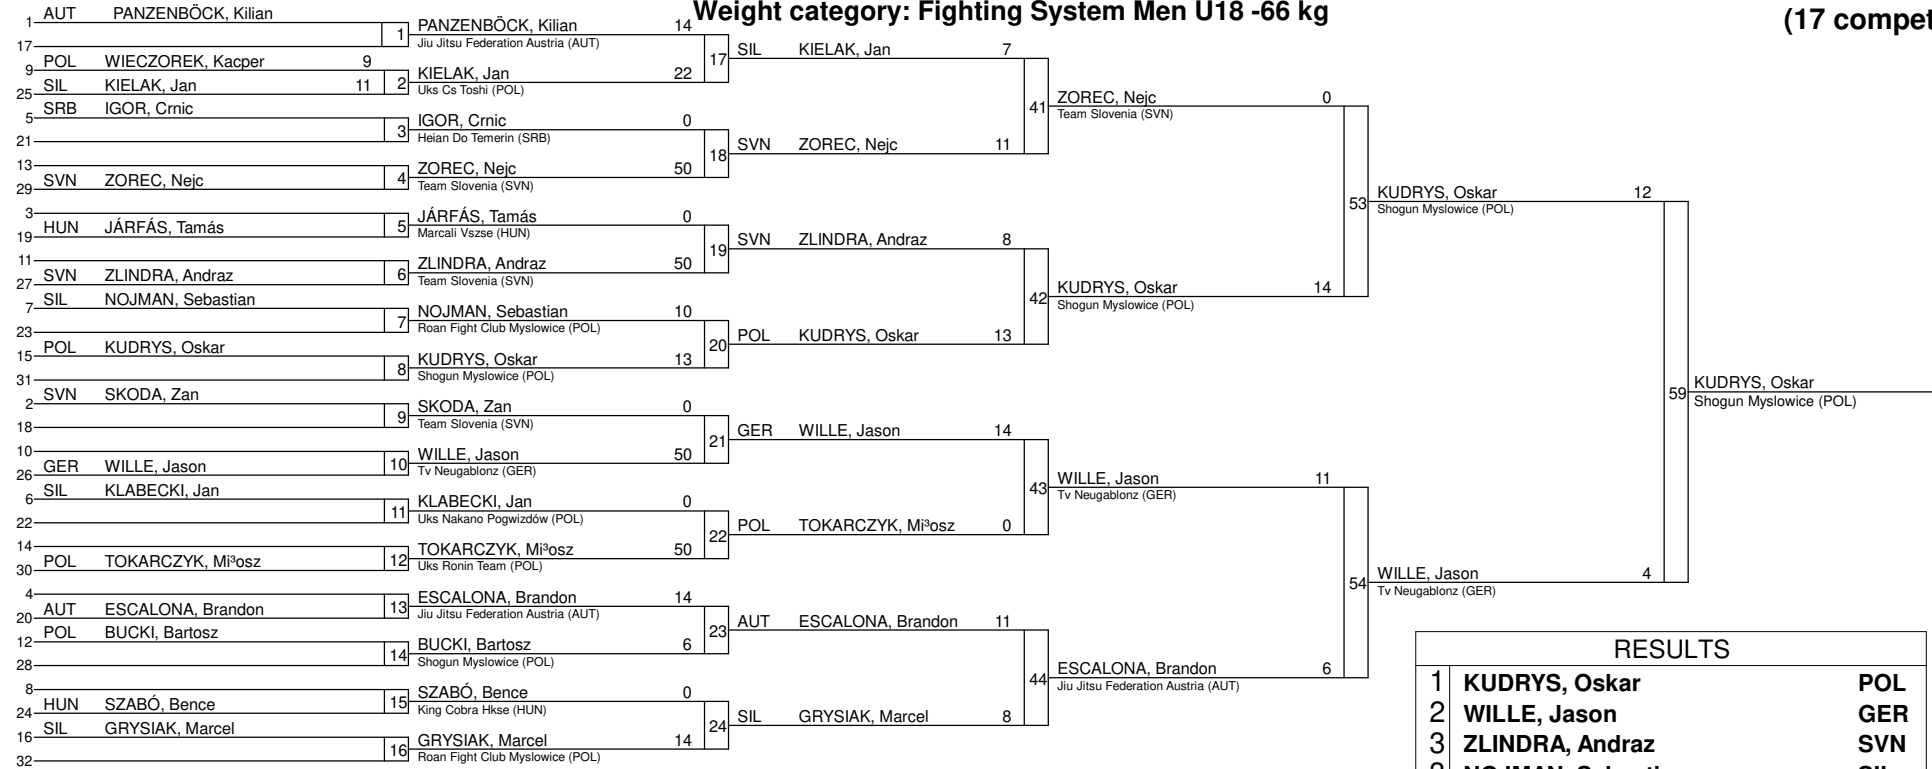 Weight category: Fighting System Men U18 -66 kg
(17 compet
1 AUT PANZENBÖCK, Kilian
17
9 POL WIECZOREK, Kacper 9
25 SIL KIELAK, Jan 11
5 SRB IGOR, Crnic
21
13
29 SVN ZOREC, Nejc
3
19 HUN JÁRFÁS, Tamás
11
27 SVN ZLINDRA, Andraz
7 SIL NOJMAN, Sebastian
23
15 POL KUDRYS, Oskar
31
2 SVN SKODA, Zan
18
10
26 GER WILLE, Jason
6 SIL KLABECKI, Jan
22
14
30 POL TOKARCZYK, Mi³osz
4
20 AUT ESCALONA, Brandon
12 POL BUCKI, Bartosz
28
8
24 HUN SZABÓ, Bence
16 SIL GRYSIAK, Marcel
32
1 PANZENBÖCK, Kilian 14
Jiu Jitsu Federation Austria (AUT)
2 KIELAK, Jan 22
Uks Cs Toshi (POL)
3 IGOR, Crnic 0
Heian Do Temerin (SRB)
4 ZOREC, Nejc 50
Team Slovenia (SVN)
5 JÁRFÁS, Tamás 0
Marcali Vszse (HUN)
6 ZLINDRA, Andraz 50
Team Slovenia (SVN)
7 NOJMAN, Sebastian 10
Roan Fight Club Myslowice (POL)
8 KUDRYS, Oskar 13
Shogun Myslowice (POL)
9 SKODA, Zan 0
Team Slovenia (SVN)
10 WILLE, Jason 50
Tv Neugablonz (GER)
11 KLABECKI, Jan 0
Uks Nakano Pogwizdów (POL)
12 TOKARCZYK, Mi³osz 50
Uks Ronin Team (POL)
13 ESCALONA, Brandon 14
Jiu Jitsu Federation Austria (AUT)
14 BUCKI, Bartosz 6
Shogun Myslowice (POL)
15 SZABÓ, Bence 0
King Cobra Hkse (HUN)
16 GRYSIAK, Marcel 14
Roan Fight Club Myslowice (POL)
17 SIL KIELAK, Jan 7
18 SVN ZOREC, Nejc 11
19 SVN ZLINDRA, Andraz 8
20 POL KUDRYS, Oskar 13
21 GER WILLE, Jason 14
22 POL TOKARCZYK, Mi³osz 0
23 AUT ESCALONA, Brandon 11
24 SIL GRYSIAK, Marcel 8
41 ZOREC, Nejc 0
Team Slovenia (SVN)
42 KUDRYS, Oskar 14
Shogun Myslowice (POL)
43 WILLE, Jason 11
Tv Neugablonz (GER)
44 ESCALONA, Brandon 6
Jiu Jitsu Federation Austria (AUT)
53 KUDRYS, Oskar 12
Shogun Myslowice (POL)
54 WILLE, Jason 4
Tv Neugablonz (GER)
59 KUDRYS, Oskar
Shogun Myslowice (POL)
RESULTS
1 KUDRYS, Oskar POL
2 WILLE, Jason GER
3 ZLINDRA, Andraz SVN